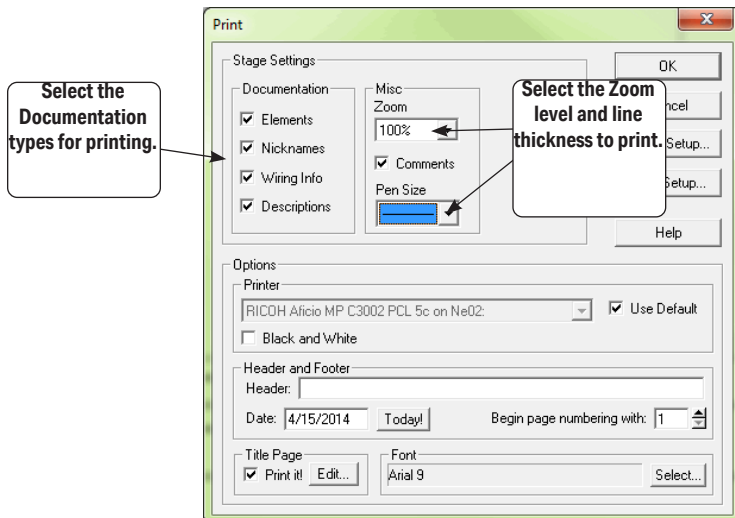 Print
Stage Settings
Documentation
Elements
Nicknames
Wiring Info
Descriptions
Misc
Zoom
100%
Comments
Pen Size
OK
Setup...
Help
Select the
Documentation
types for printing.
Select the Zoom
level and line
thickness to print.
Options
Printer
RICOH Aficio MP C3002 PCL 5c on Ne02:
Use Default
Black and White
Header and Footer
Header:
Date: 4/15/2014 Today! Begin page numbering with: 1
Title Page
Print it! Edit...
Font
Arial 9 Select...